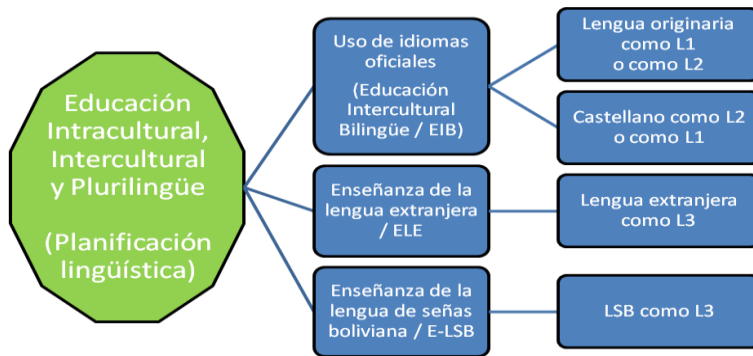 Educación
Intracultural,
Intercultural
y Plurilingüe
(Planificación
lingüística)
Uso de idiomas
oficiales
(Educación
Intercultural
Bilingüe / EIB)
Lengua originaria
como L1
o como L2
Castellano como L2
o como L1
Enseñanza de la
lengua extranjera
/ ELE
Lengua extranjera
como L3
Enseñanza de la
lengua de señas
boliviana / E-LSB
LSB como L3